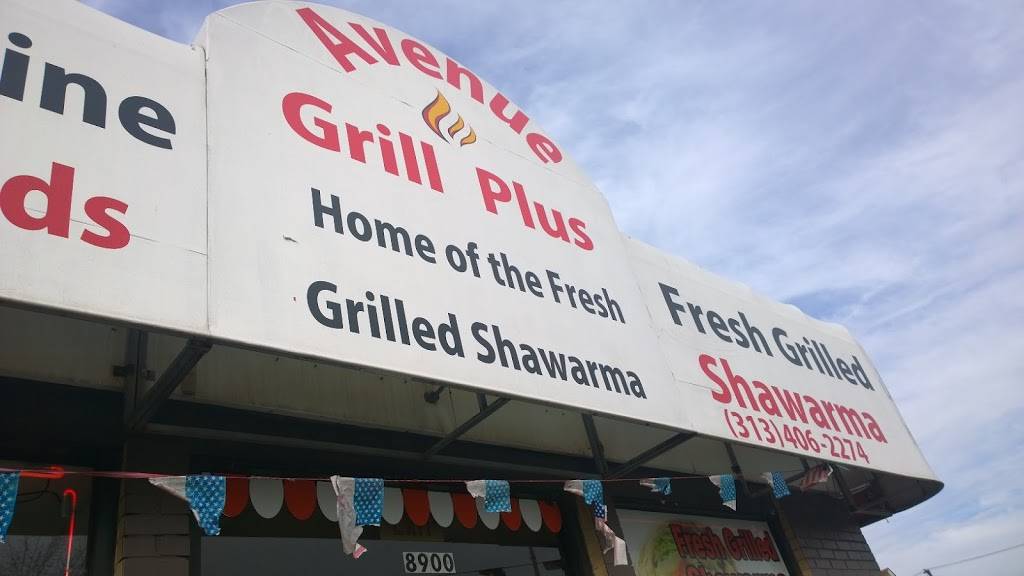 ine
ds
Avenue
Grill Plus
Home of the Fresh
Grilled Shawarma
Fresh Grilled
Shawarma
(313)406-2274
8900
Fresh Grilled
Shawarma